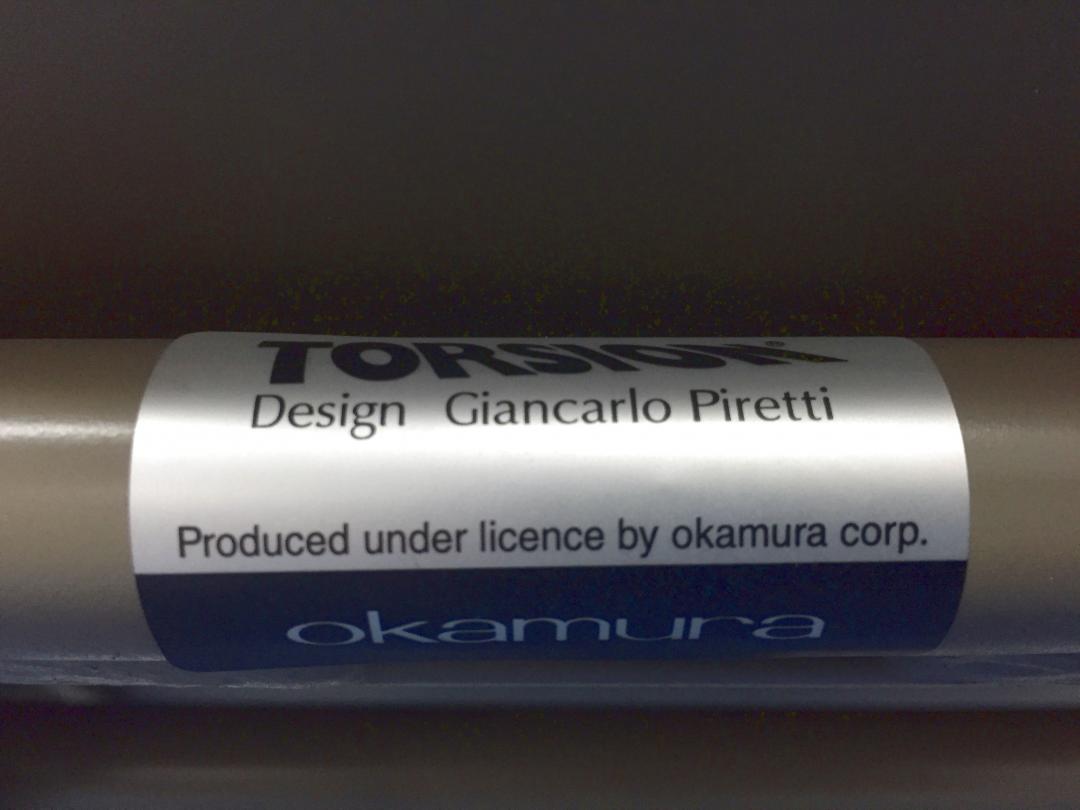 TORSION®
Design Giancarlo Piretti
Produced under licence by okamura corp.
okamura